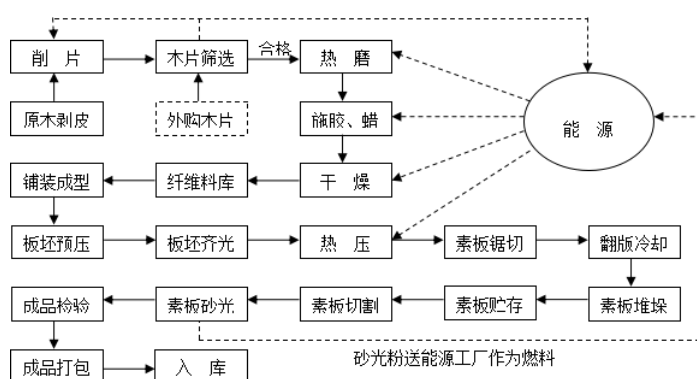 合格
削 片
木片筛选
热 磨
原木剥皮
外购木片
施胶、蜡
能 源
铺装成型
纤维料库
干 燥
板坯预压
板坯齐光
热 压
素板锯切
翻版冷却
成品检验
素板砂光
素板切割
素板贮存
素板堆垛
成品打包
入 库
砂光粉送能源工厂作为燃料